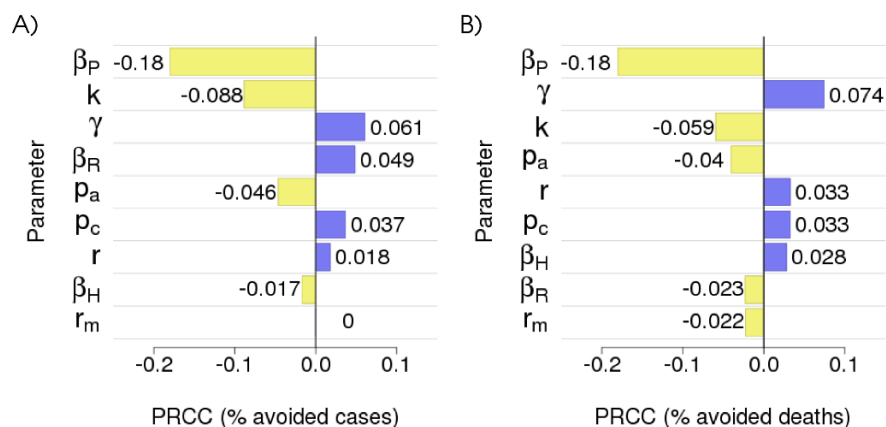 A)
Parameter
βP -0.18
k -0.088
γ 0.061
βR 0.049
pa -0.046
pc 0.037
r 0.018
βH -0.017
rm 0
-0.2 -0.1 0.0 0.1
PRCC (% avoided cases)
B)
Parameter
βP -0.18
γ 0.074
k -0.059
pa -0.04
r 0.033
pc 0.033
βH 0.028
βR -0.023
rm -0.022
-0.2 -0.1 0.0 0.1
PRCC (% avoided deaths)